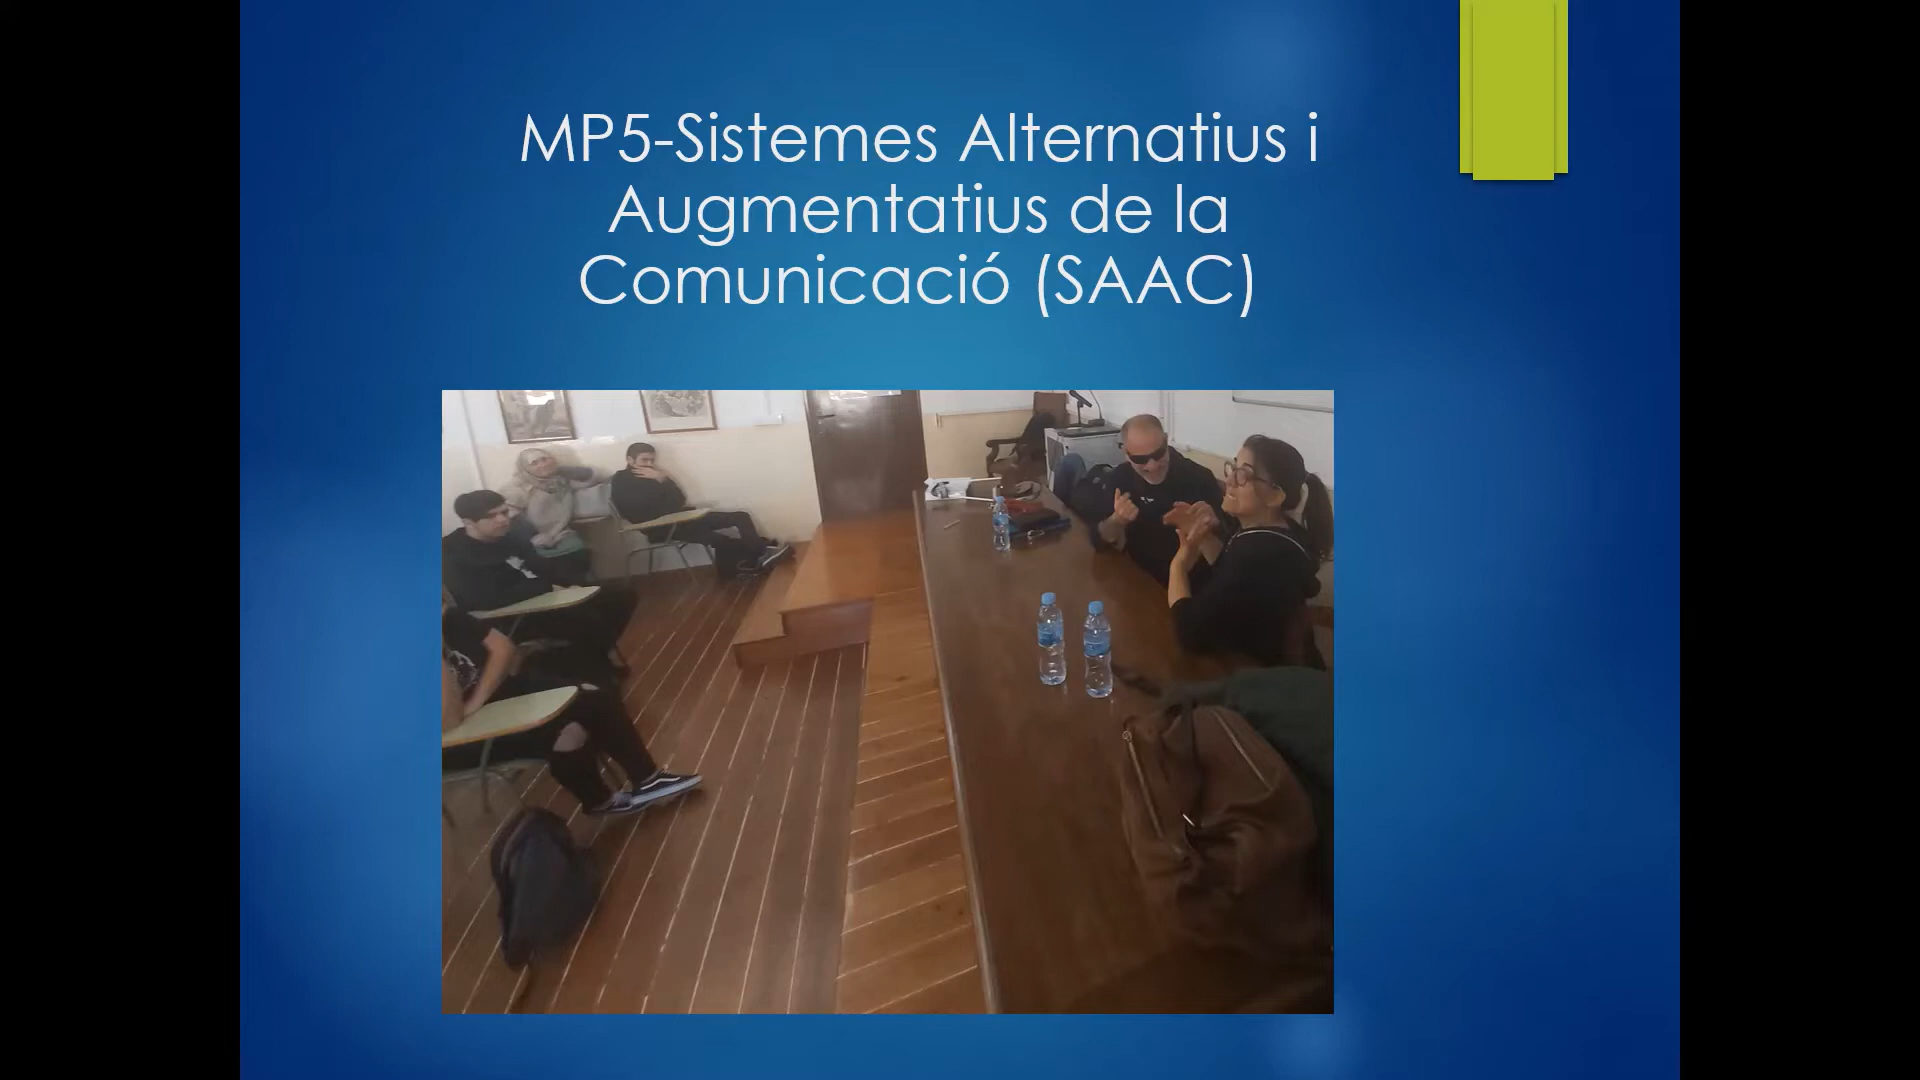 MP5-Sistemes Alternatius i
Augmentatius de la
Comunicació (SAAC)